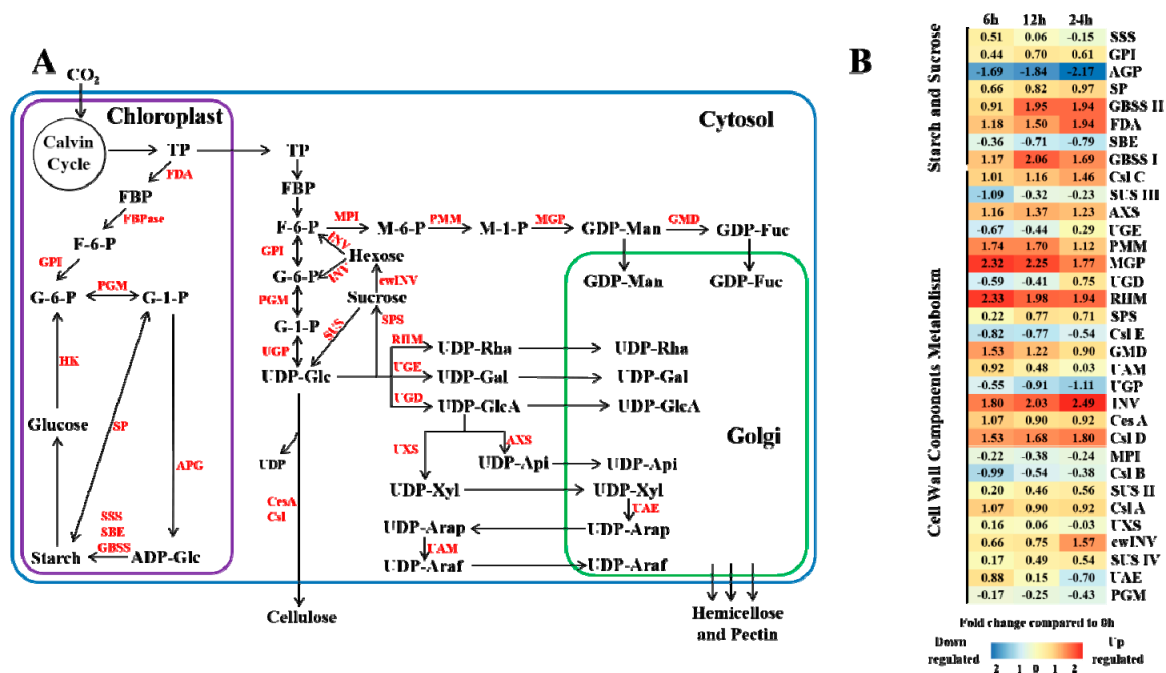 A
CO2
Chloroplast
Cytosol
Calvin
Cycle
TP
TP
FDA
FBP
FBP
FBPase
F-6-P
MPI
M-6-P
PMM
M-1-P
MGP
GDP-Man
GMD
GDP-Fuc
F-6-P
INV
GPI
Hexose
GPI
G-6-P
INV
GDP-Man
GDP-Fuc
G-6-P
PGM
G-1-P
ewINV
Sucrose
PGM
SUS
SPS
G-1-P
RHM
UDP-Rha
UDP-Rha
UGP
HK
UGE
UDP-Gal
UDP-Gal
UDP-Glc
UGD
UDP-GlcA
UDP-GlcA
Glucose
SP
Golgi
UXS
AXS
UDP-Api
UDP-Api
UDP
APG
UDP-Xyl
UDP-Xyl
CesA
Csl
UAE
SSS
SBE
GBSS
UDP-Arap
UDP-Arap
UAM
Starch
ADP-Glc
UDP-Araf
UDP-Araf
Cellulose
Hemicellose
and Pectin
B
6h 12h 24h
Starch and Sucrose
0.51 0.06 -0.15 SSS
0.44 0.70 0.61 GPI
-1.69 -1.84 -2.17 AGP
0.66 0.82 0.97 SP
0.91 1.95 1.94 GBSS II
1.18 1.50 1.94 FDA
-0.36 -0.71 -0.79 SBE
1.17 2.06 1.69 GBSS I
Cell Wall Components Metabolism
1.01 1.16 1.46 Csl C
-1.09 -0.32 -0.23 SUS III
1.16 1.37 1.23 AXS
-0.67 -0.44 0.29 UGE
1.74 1.70 1.12 PMM
2.32 2.25 1.77 MGP
-0.59 -0.41 0.75 UGD
2.33 1.98 1.94 RHM
0.22 0.77 0.71 SPS
-0.82 -0.77 -0.54 Csl E
1.53 1.22 0.90 GMD
0.92 0.48 0.03 UAM
-0.55 -0.91 -1.11 UGP
1.80 2.03 2.49 INV
1.07 0.90 0.92 Ces A
1.53 1.68 1.80 Csl D
-0.22 -0.38 -0.24 MPI
-0.99 -0.54 -0.38 Csl B
0.20 0.46 0.56 SUS II
1.07 0.90 0.92 Csl A
0.16 0.06 -0.03 UXS
0.66 0.75 1.57 ewINV
0.17 0.49 0.54 SUS IV
0.88 0.15 -0.70 UAE
-0.17 -0.25 -0.43 PGM
Fold change compared to 0h
Down
regulated
2 1 0 1 2
Up
regulated